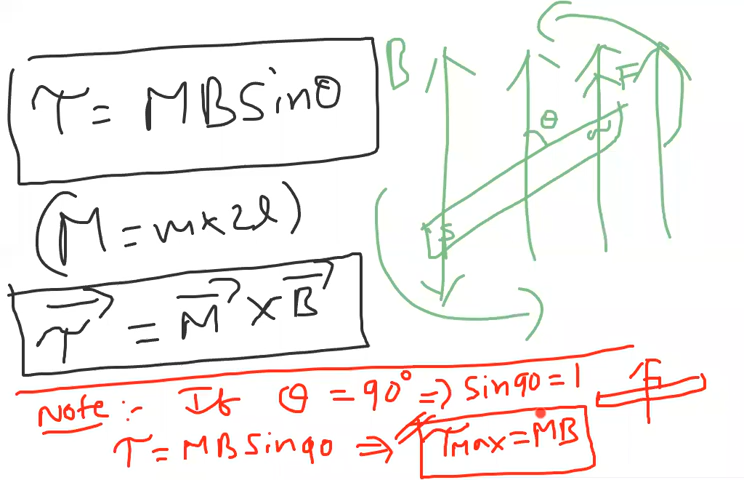 τ = MBSinθ
(M = m×2l)
τ⃗ = M⃗ × B⃗
B
θ
F
N
S
Note:- If θ = 90° => Sin90 = 1
τ = MBSin90 => τMax = MB